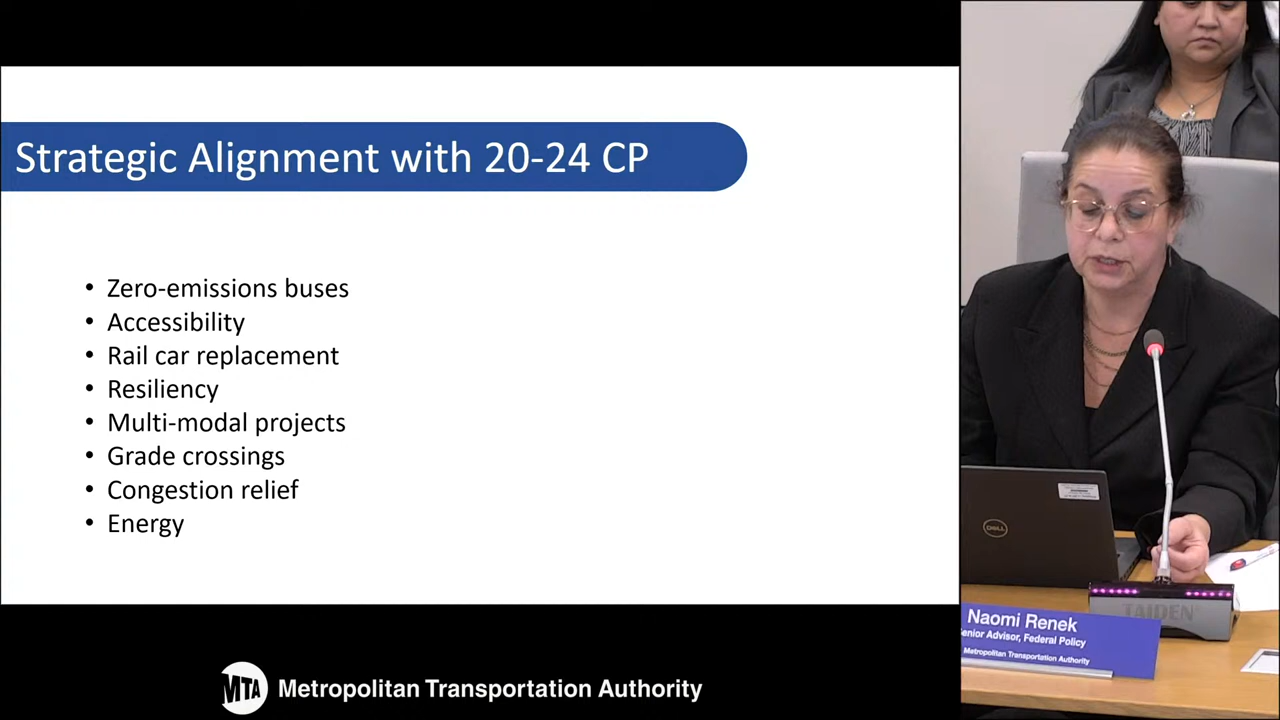 Strategic Alignment with 20-24 CP
• Zero-emissions buses
• Accessibility
• Rail car replacement
• Resiliency
• Multi-modal projects
• Grade crossings
• Congestion relief
• Energy
MTA Metropolitan Transportation Authority
DELL
TAIDEN
Naomi Renek
enior Advisor, Federal Policy
Metropolitan Transportation Authority